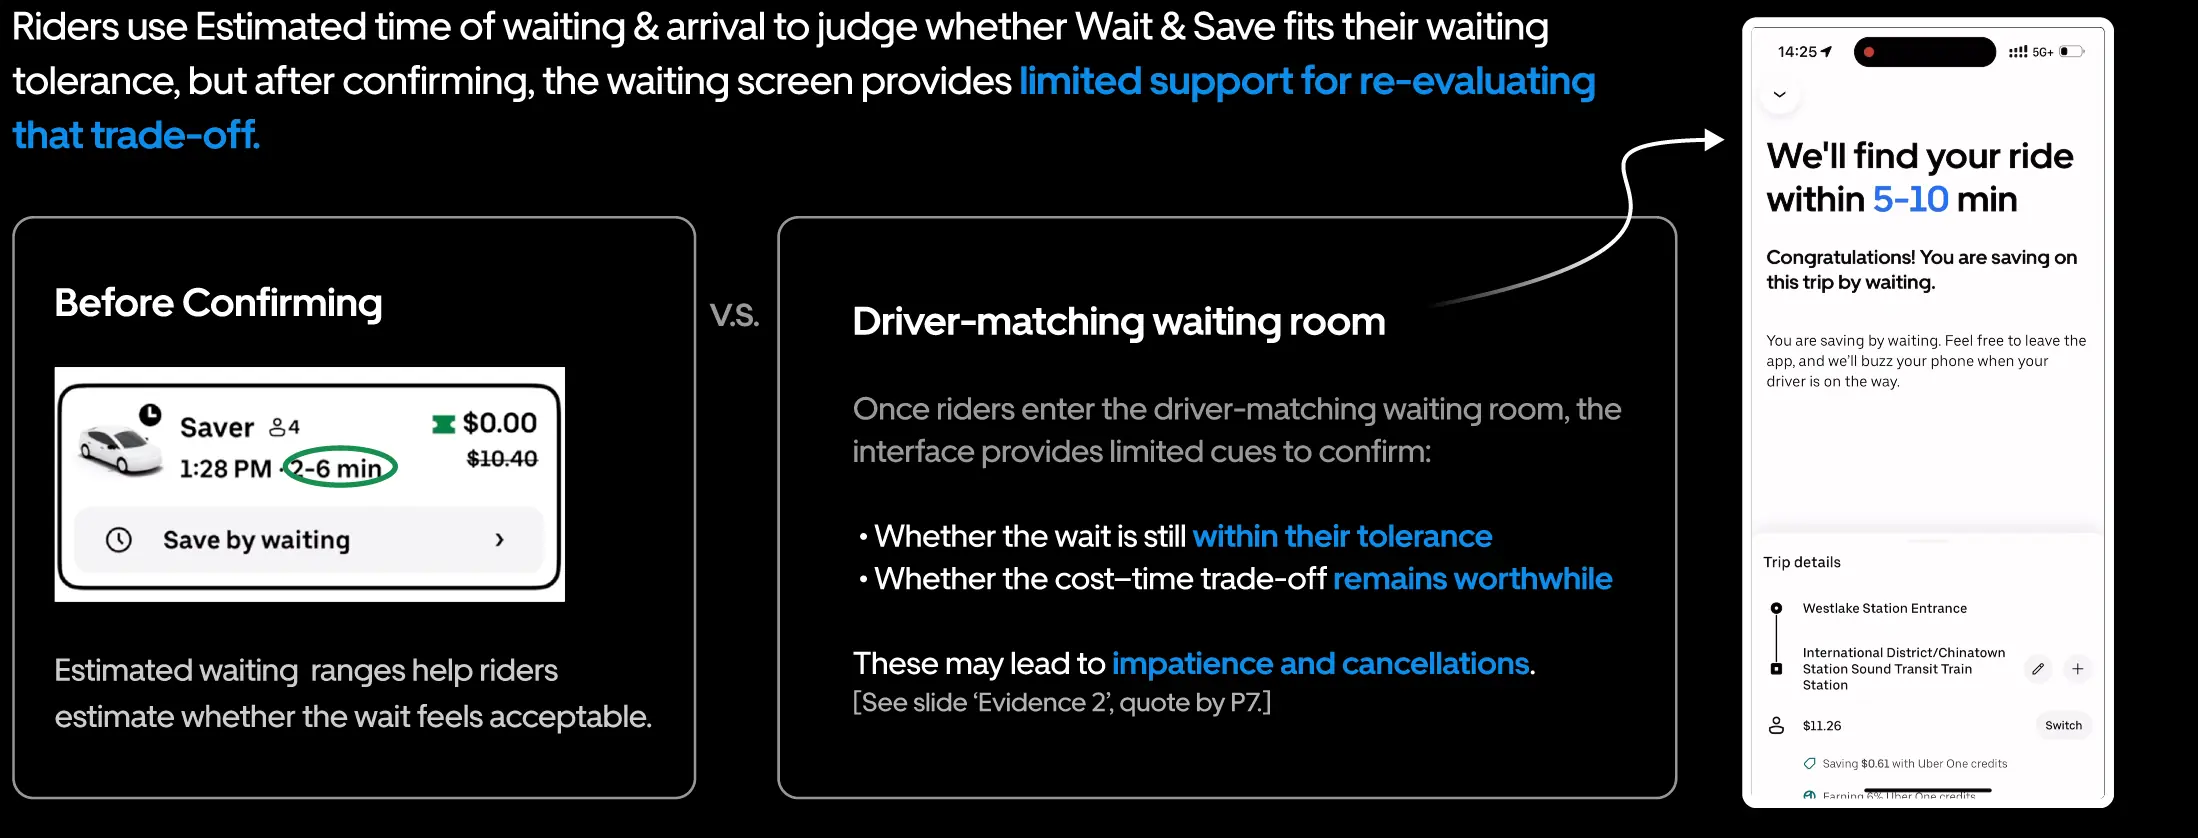 Riders use Estimated time of waiting & arrival to judge whether Wait & Save fits their waiting
tolerance, but after confirming, the waiting screen provides limited support for re-evaluating
that trade-off.
Before Confirming
Saver 4
$0.00
1:28 PM · 2-6 min
$10.40
Save by waiting
Estimated waiting ranges help riders
estimate whether the wait feels acceptable.
V.S.
Driver-matching waiting room
Once riders enter the driver-matching waiting room, the
interface provides limited cues to confirm:
• Whether the wait is still within their tolerance
• Whether the cost–time trade-off remains worthwhile
These may lead to impatience and cancellations.
[See slide ‘Evidence 2’, quote by P7.]
14:25
5G+
We'll find your ride
within 5-10 min
Congratulations! You are saving on
this trip by waiting.
You are saving by waiting. Feel free to leave the
app, and we'll buzz your phone when your
driver is on the way.
Trip details
Westlake Station Entrance
International District/Chinatown
Station Sound Transit Train
Station
$11.26
Switch
Saving $0.61 with Uber One credits
Earning 6% Uber One credits